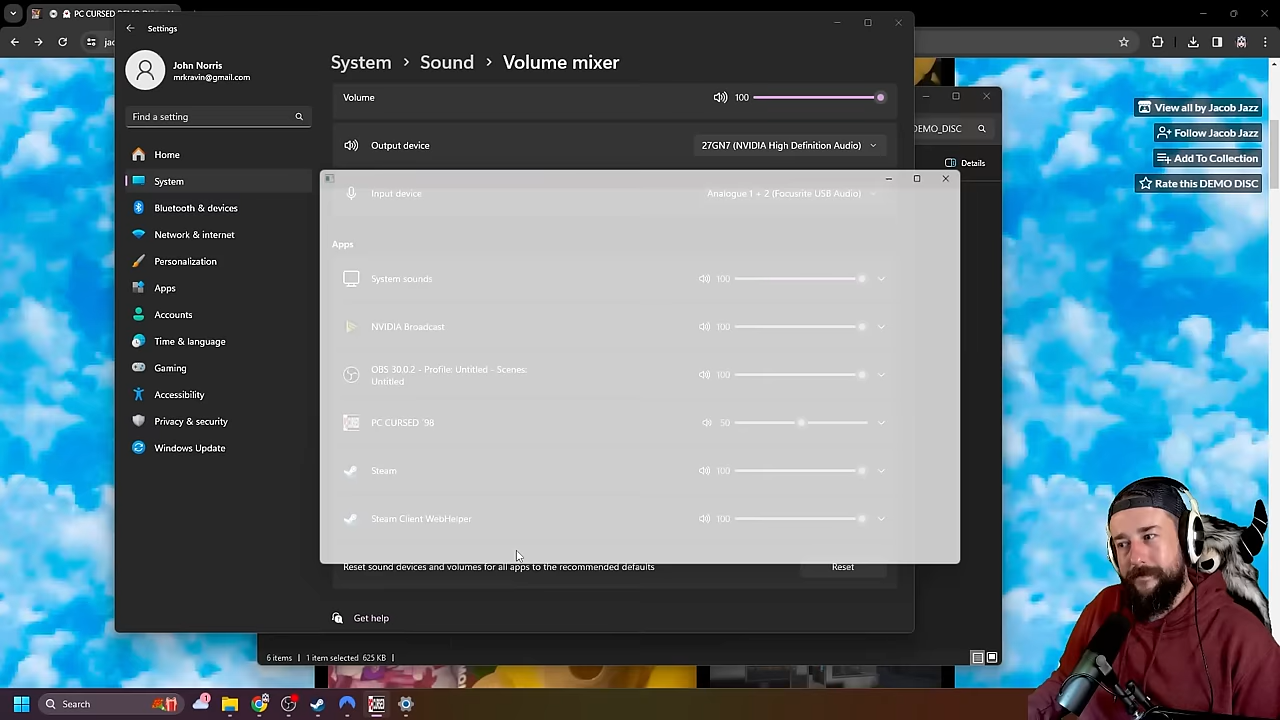 PC CURSED DEM
Settings
jac
John Norris
mrkravin@gmail.com
Find a setting
Home
System
Bluetooth & devices
Network & internet
Personalization
Apps
Accounts
Time & language
Gaming
Accessibility
Privacy & security
Windows Update
System > Sound > Volume mixer
Volume 100
Output device 27GN7 (NVIDIA High Definition Audio)
Input device Analogue 1 + 2 (Focusrite USB Audio)
Apps
System sounds 100
NVIDIA Broadcast 100
OBS 30.0.2 - Profile: Untitled - Scenes: 100
Untitled
PC CURSED '98 50
Steam 100
Steam Client WebHelper 100
Reset sound devices and volumes for all apps to the recommended defaults Reset
Get help
DEMO_DISC
Details
6 items 1 item selected 625 KB
View all by Jacob Jazz
Follow Jacob Jazz
Add To Collection
Rate this DEMO DISC
Search